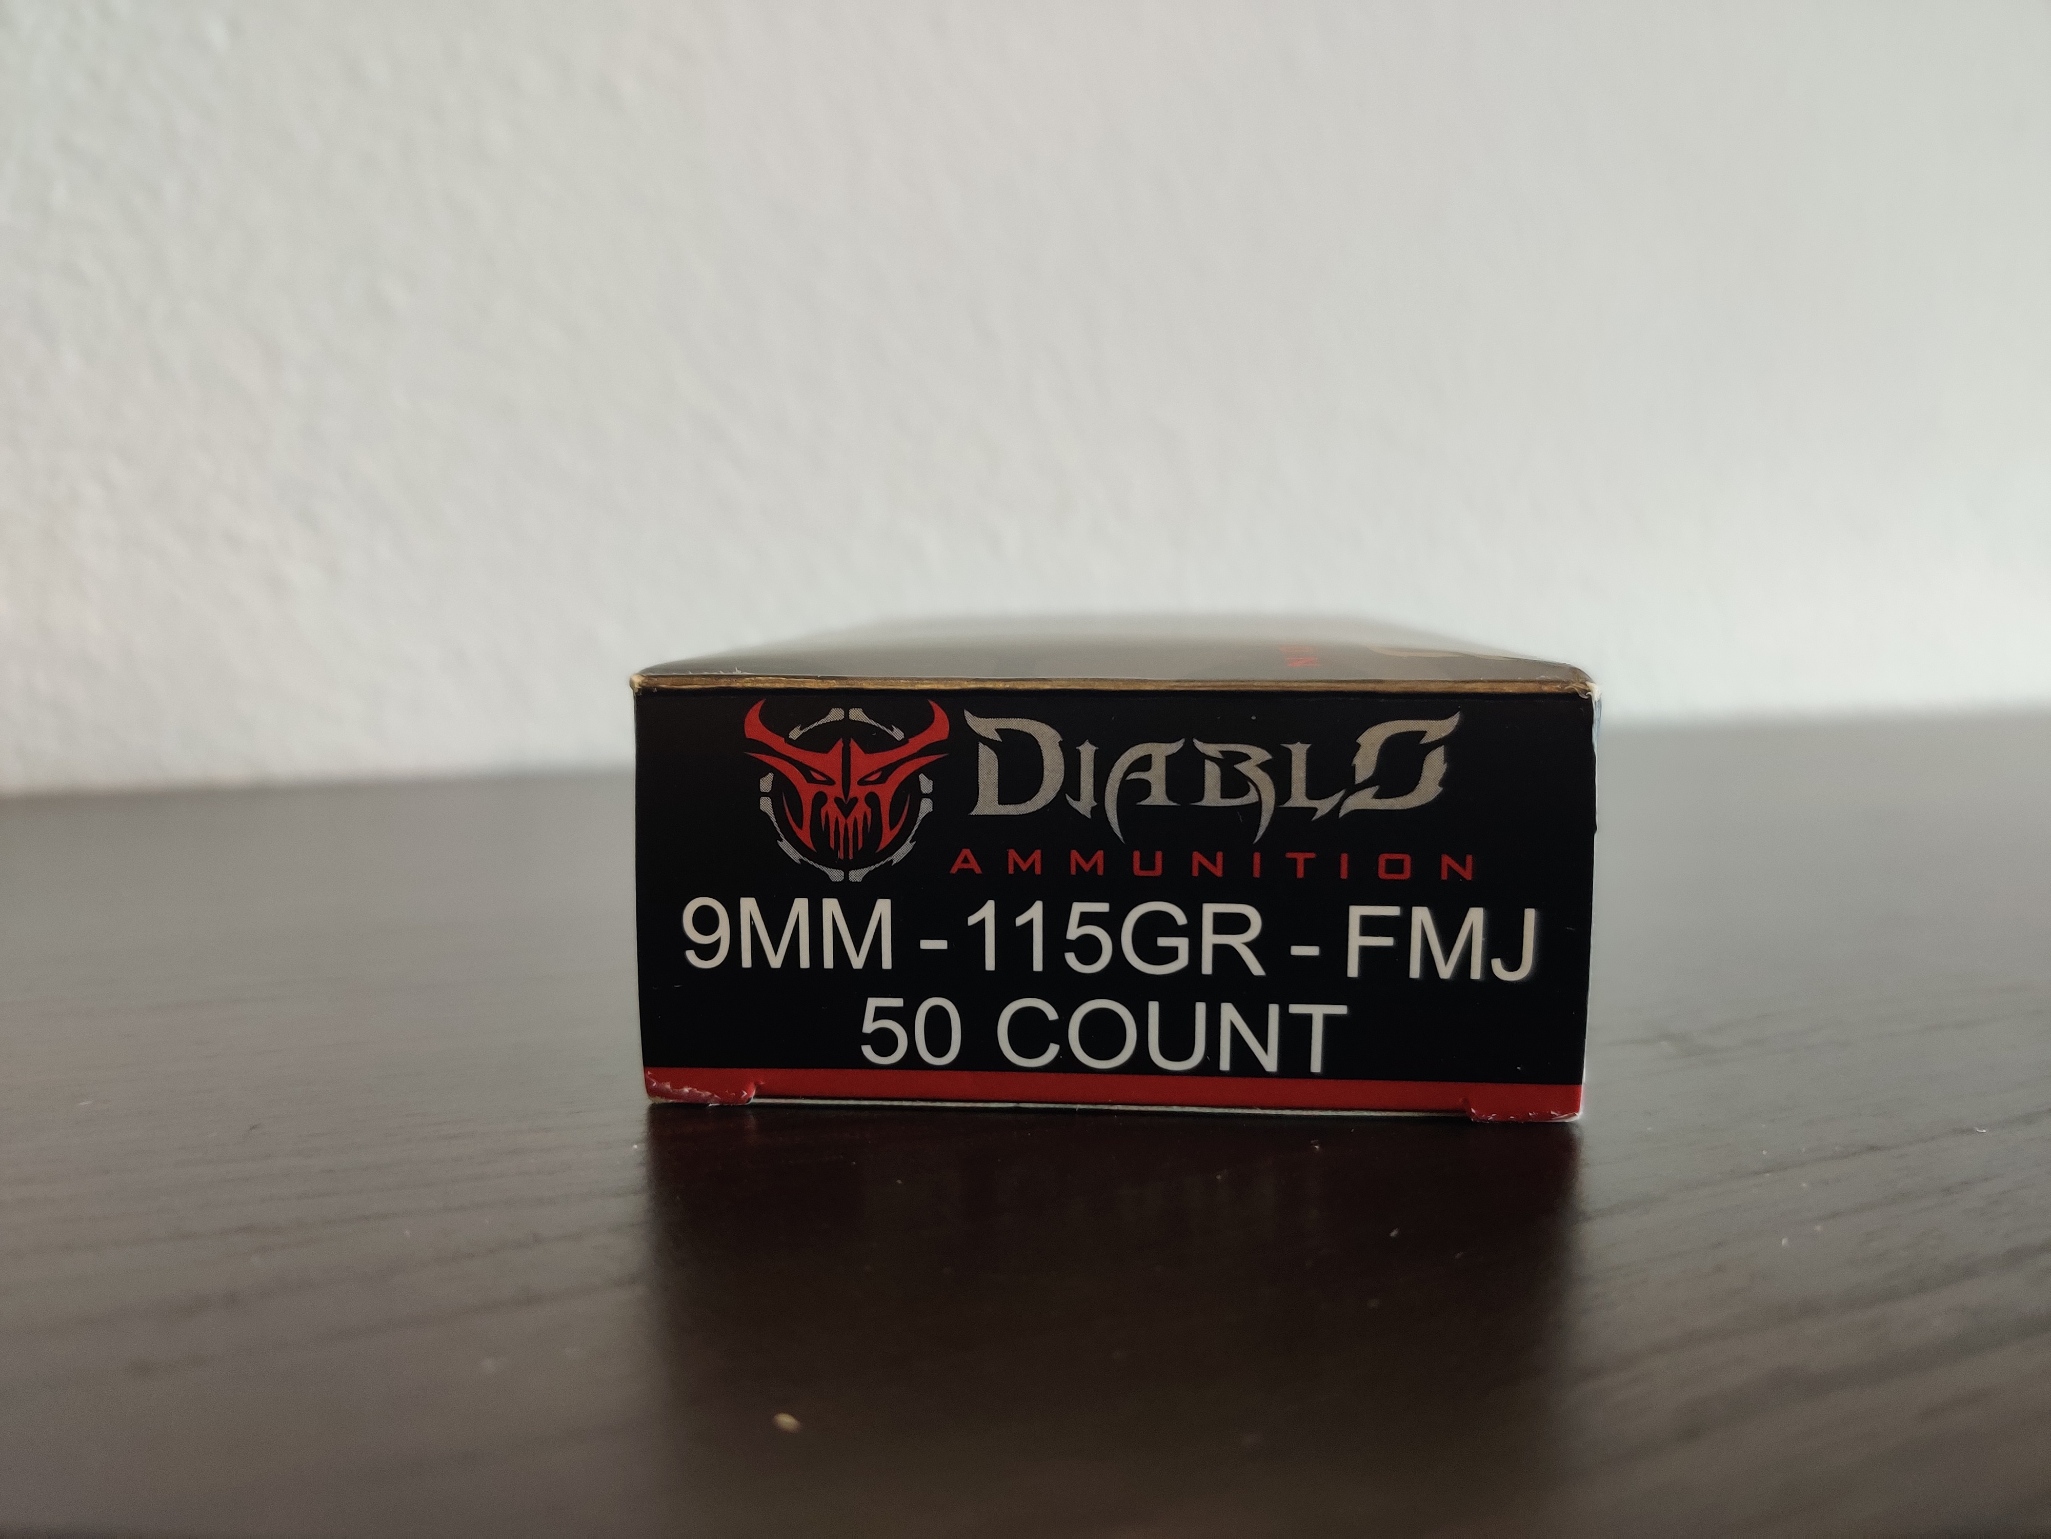 DIABLO
AMMUNITION
9MM - 115GR - FMJ
50 COUNT